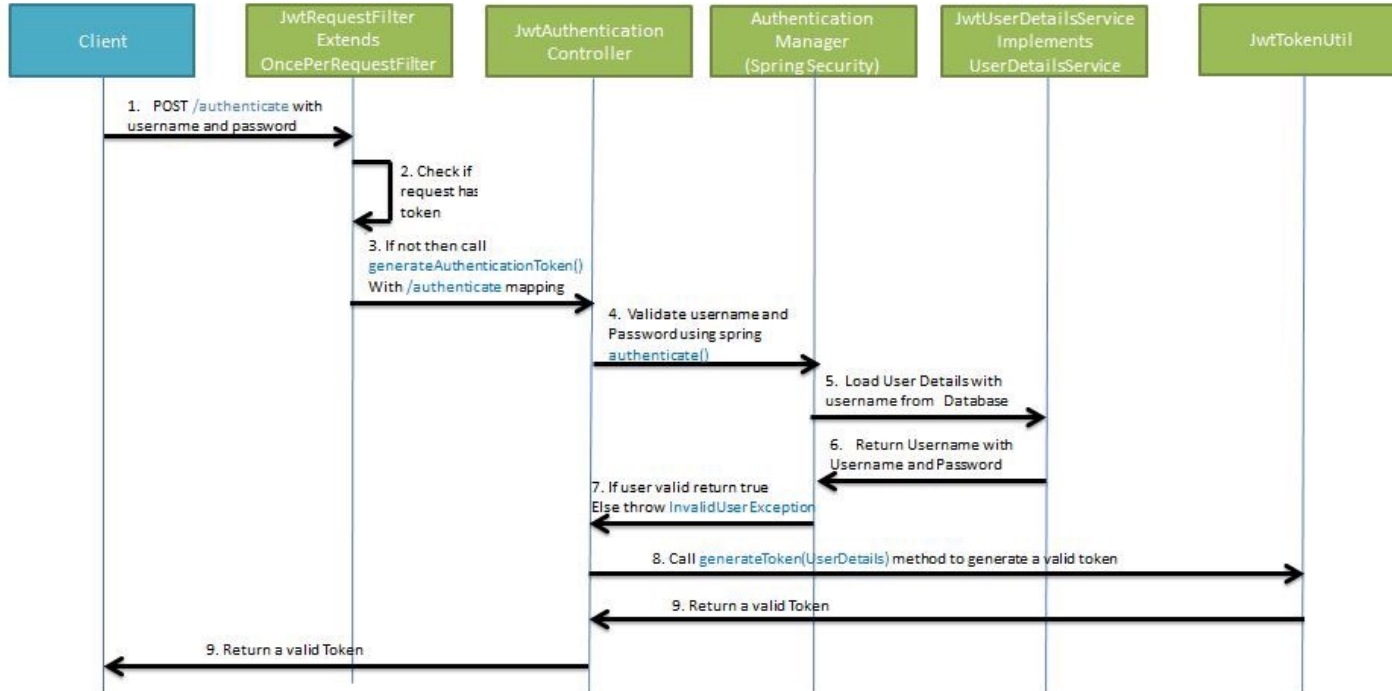 Client
JwtRequestFilter
Extends
OncePerRequestFilter
JwtAuthentication
Controller
Authentication
Manager
(Spring Security)
JwtUserDetailsService
Implements
UserDetailsService
JwtTokenUtil
1. POST /authenticate with
username and password
2. Check if
request has
token
3. If not then call
generateAuthenticationToken()
With /authenticate mapping
4. Validate username and
Password using spring
authenticate()
5. Load User Details with
username from Database
6. Return Username with
Username and Password
7. If user valid return true
Else throw InvalidUserException
8. Call generateToken(UserDetails) method to generate a valid token
9. Return a valid Token
9. Return a valid Token